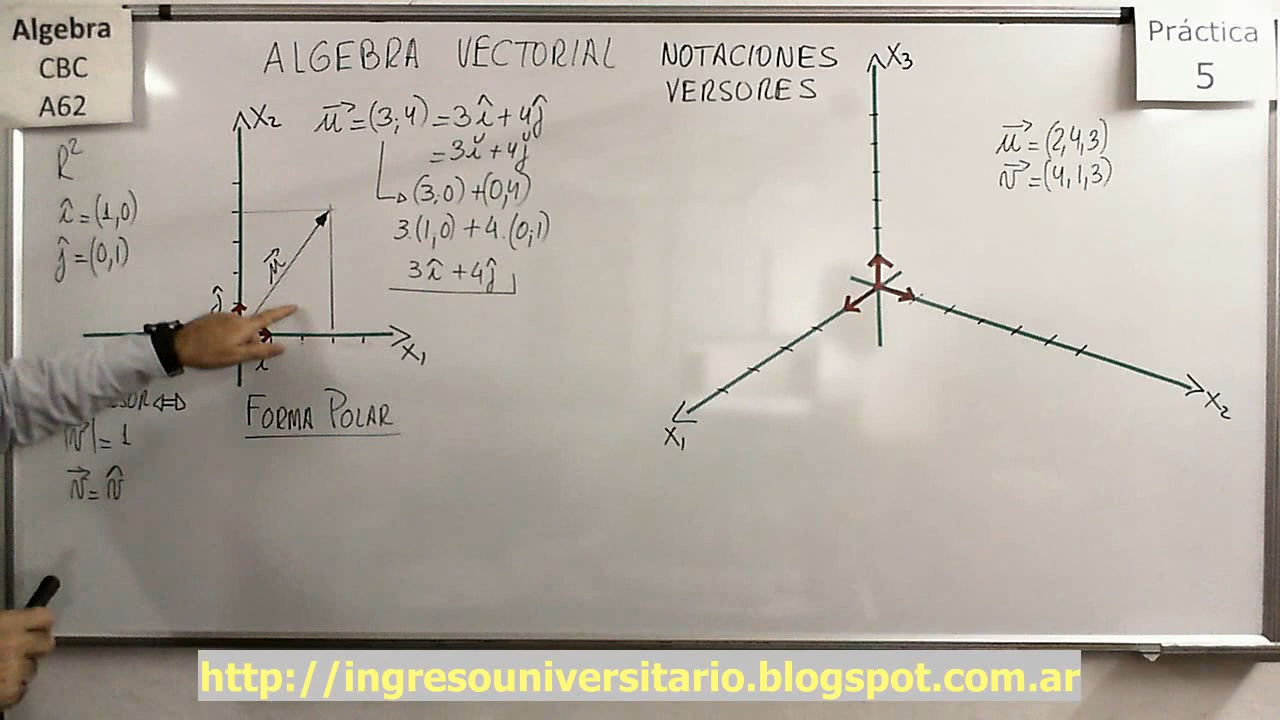 Algebra
CBC
A62
ALGEBRA VECTORIAL NOTACIONES
VERSORES
Práctica
5
R²
î=(1,0)
ĵ=(0,1)
X₂
u⃗=(3;4)=3î+4ĵ
=3ǐ+4ǰ
(3;0)+(0,4)
3.(1,0)+4.(0;1)
3î+4ĵ
u⃗
ĵ
X₁
|=1
v⃗=v̂
FORMA POLAR
X₃
u⃗=(2,4,3)
v⃗=(4,1,3)
X₁
X₂
http://ingresouniversitario.blogspot.com.ar